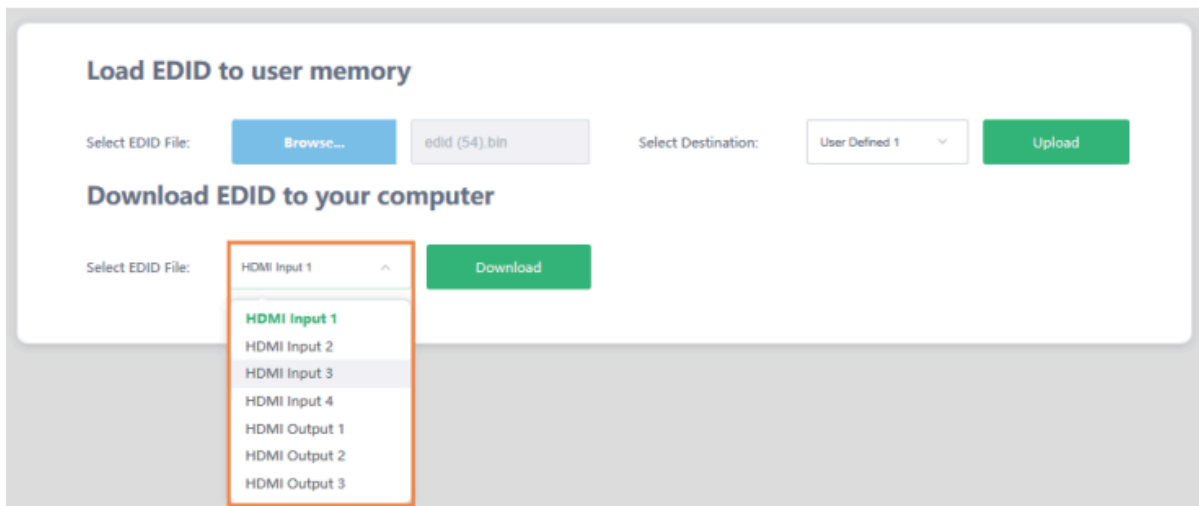 Load EDID to user memory
Select EDID File: Browse... edid (54).bin Select Destination: User Defined 1 Upload
Download EDID to your computer
Select EDID File: HDMI Input 1 Download
HDMI Input 1
HDMI Input 2
HDMI Input 3
HDMI Input 4
HDMI Output 1
HDMI Output 2
HDMI Output 3